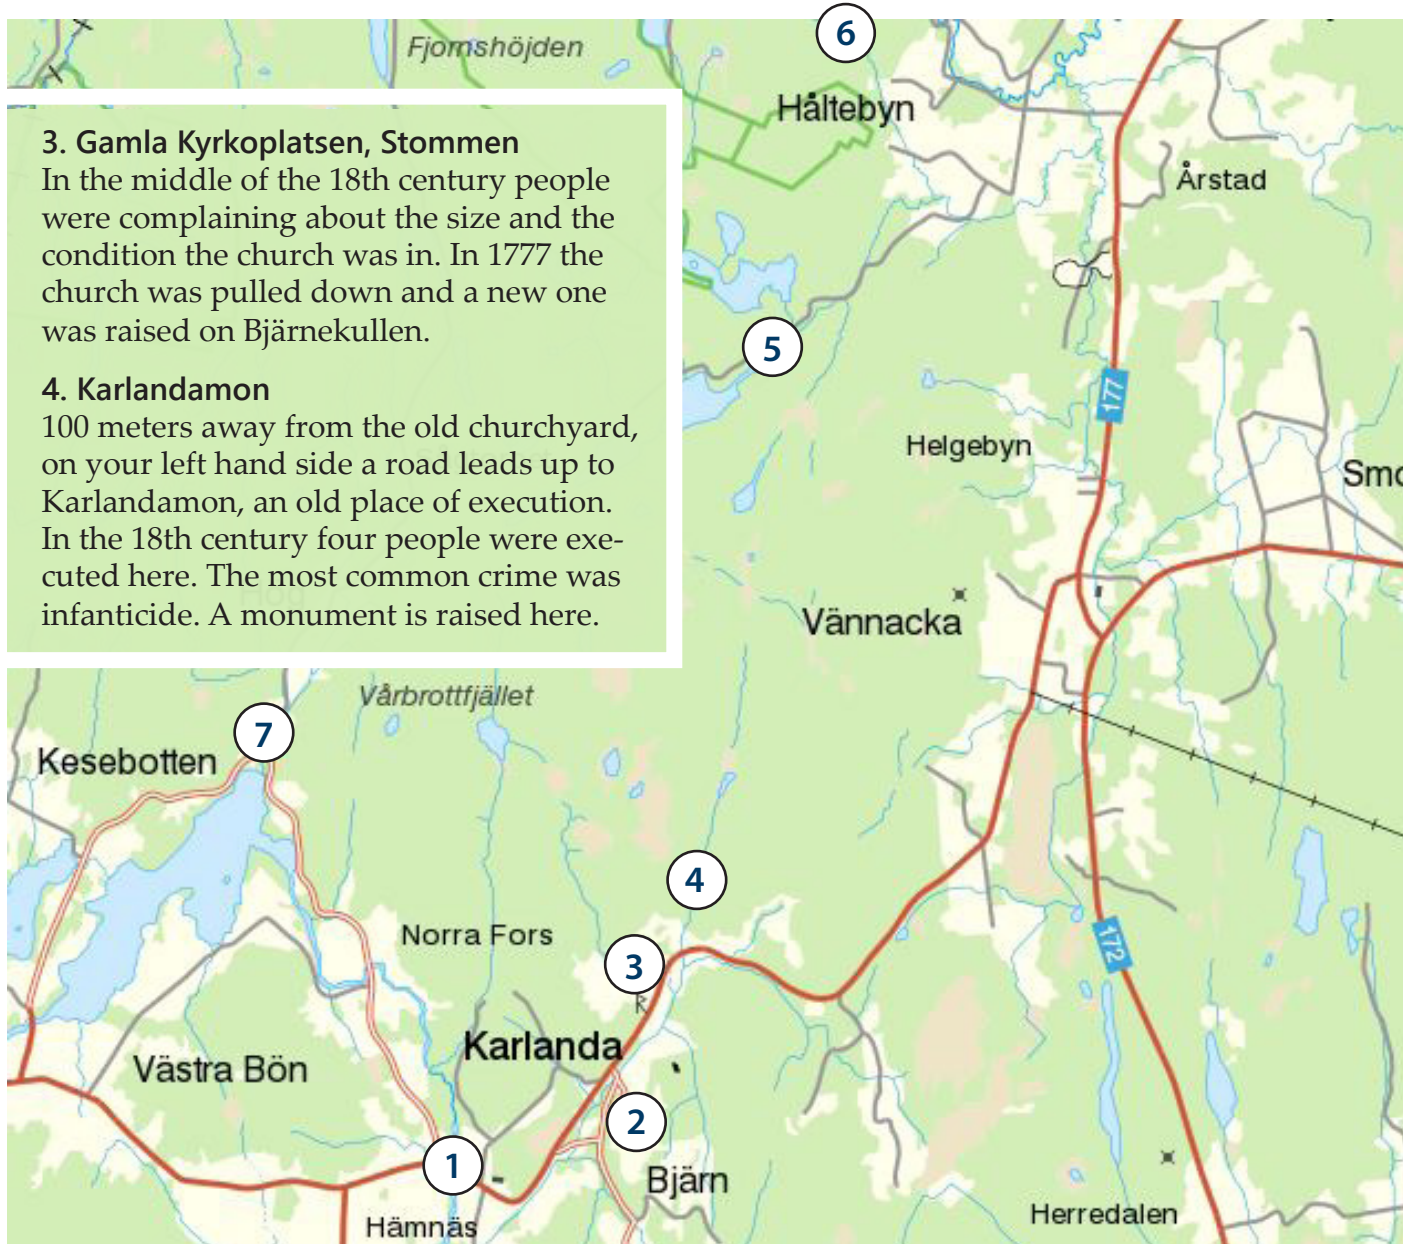 6
Fjornshöjden
Håltebyn
3. Gamla Kyrkoplatsen, Stommen
In the middle of the 18th century people
were complaining about the size and the
condition the church was in. In 1777 the
church was pulled down and a new one
was raised on Bjärnekullen.
4. Karlandamon
100 meters away from the old churchyard,
on your left hand side a road leads up to
Karlandamon, an old place of execution.
In the 18th century four people were exe-
cuted here. The most common crime was
infanticide. A monument is raised here.
Årstad
5
177
Helgebyn
Smo
Vännacka
Vårbrottfjället
7
Kesebotten
4
Norra Fors
3
172
Karlanda
Västra Bön
2
1
Bjärn
Hämnäs
Herredalen